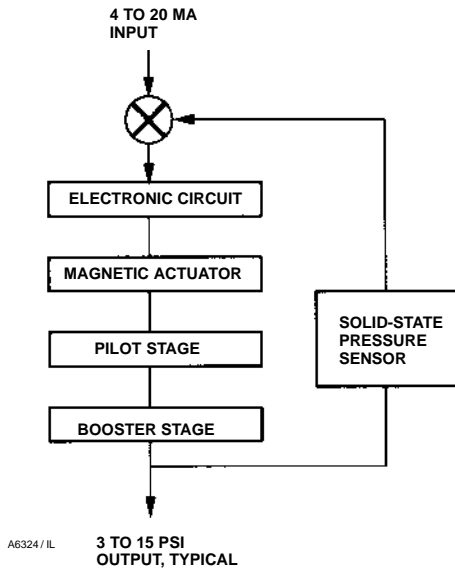 4 TO 20 MA
INPUT
ELECTRONIC CIRCUIT
MAGNETIC ACTUATOR
PILOT STAGE
BOOSTER STAGE
SOLID-STATE
PRESSURE
SENSOR
A6324 / IL
3 TO 15 PSI
OUTPUT, TYPICAL